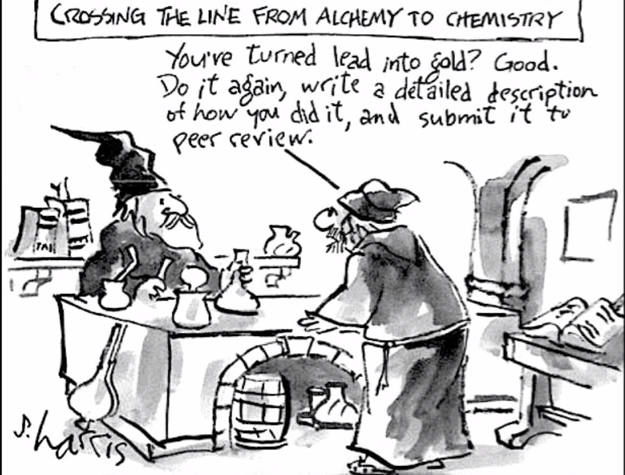 CROSSING THE LINE FROM ALCHEMY TO CHEMISTRY
You've turned lead into gold? Good.
Do it again, write a detailed description
of how you did it, and submit it to
peer review.
S. harris